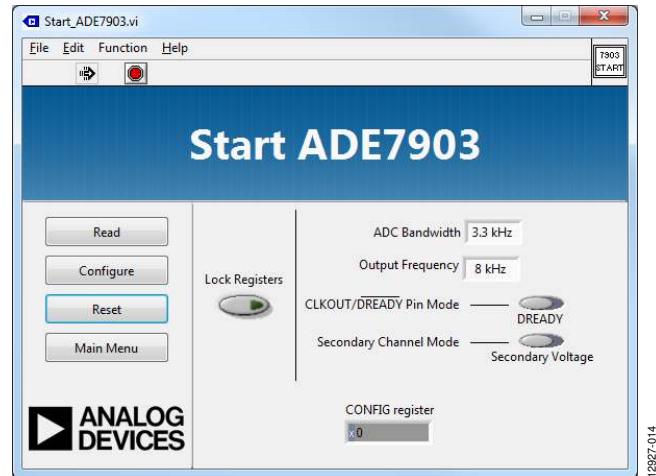 Start_ADE7903.vi
File Edit Function Help
7903
START
Start ADE7903
Read
Configure
Reset
Main Menu
Lock Registers
ADC Bandwidth 3.3 kHz
Output Frequency 8 kHz
CLKOUT/DREADY Pin Mode
DREADY
Secondary Channel Mode
Secondary Voltage
CONFIG register
x0
ANALOG
DEVICES
12927-014